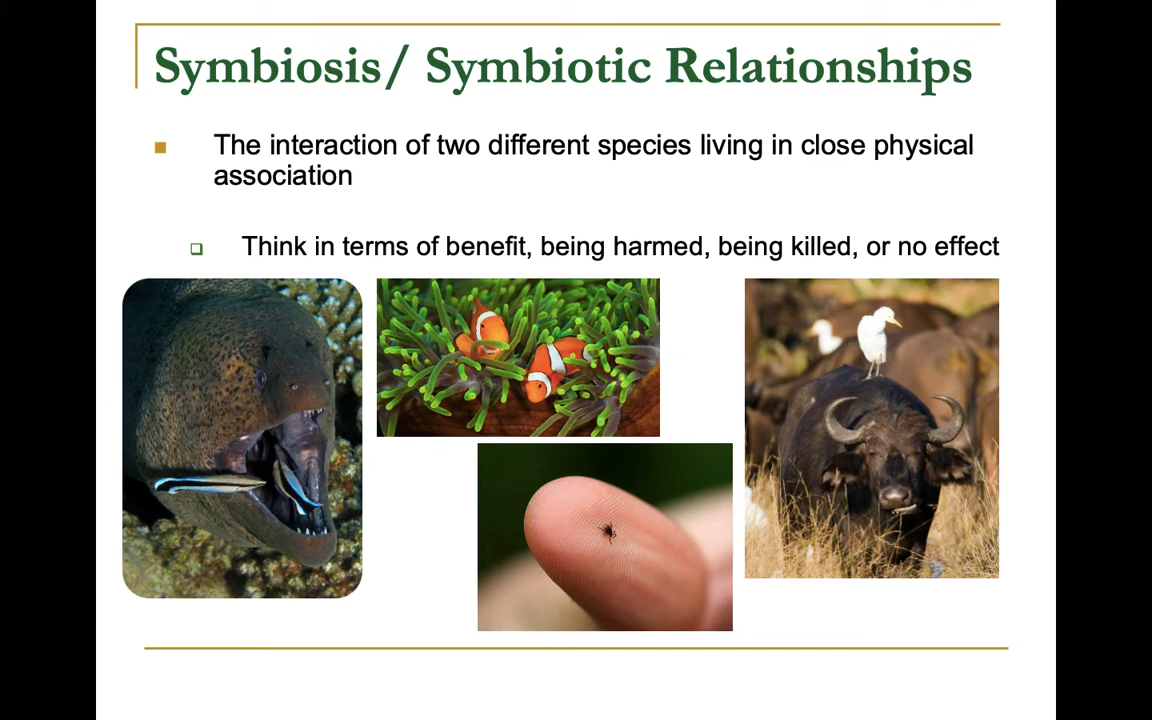 Symbiosis/ Symbiotic Relationships
The interaction of two different species living in close physical
association
Think in terms of benefit, being harmed, being killed, or no effect